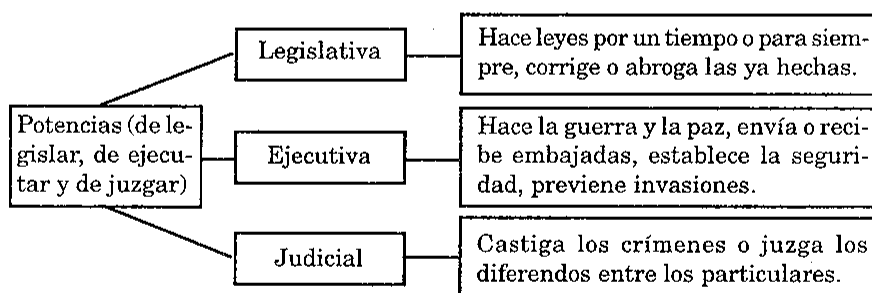 Potencias (de le-
gislar, de ejecu-
tar y de juzgar)
Legislativa
Hace leyes por un tiempo o para siem-
pre, corrige o abroga las ya hechas.
Ejecutiva
Hace la guerra y la paz, envía o reci-
be embajadas, establece la seguri-
dad, previene invasiones.
Judicial
Castiga los crímenes o juzga los
diferendos entre los particulares.